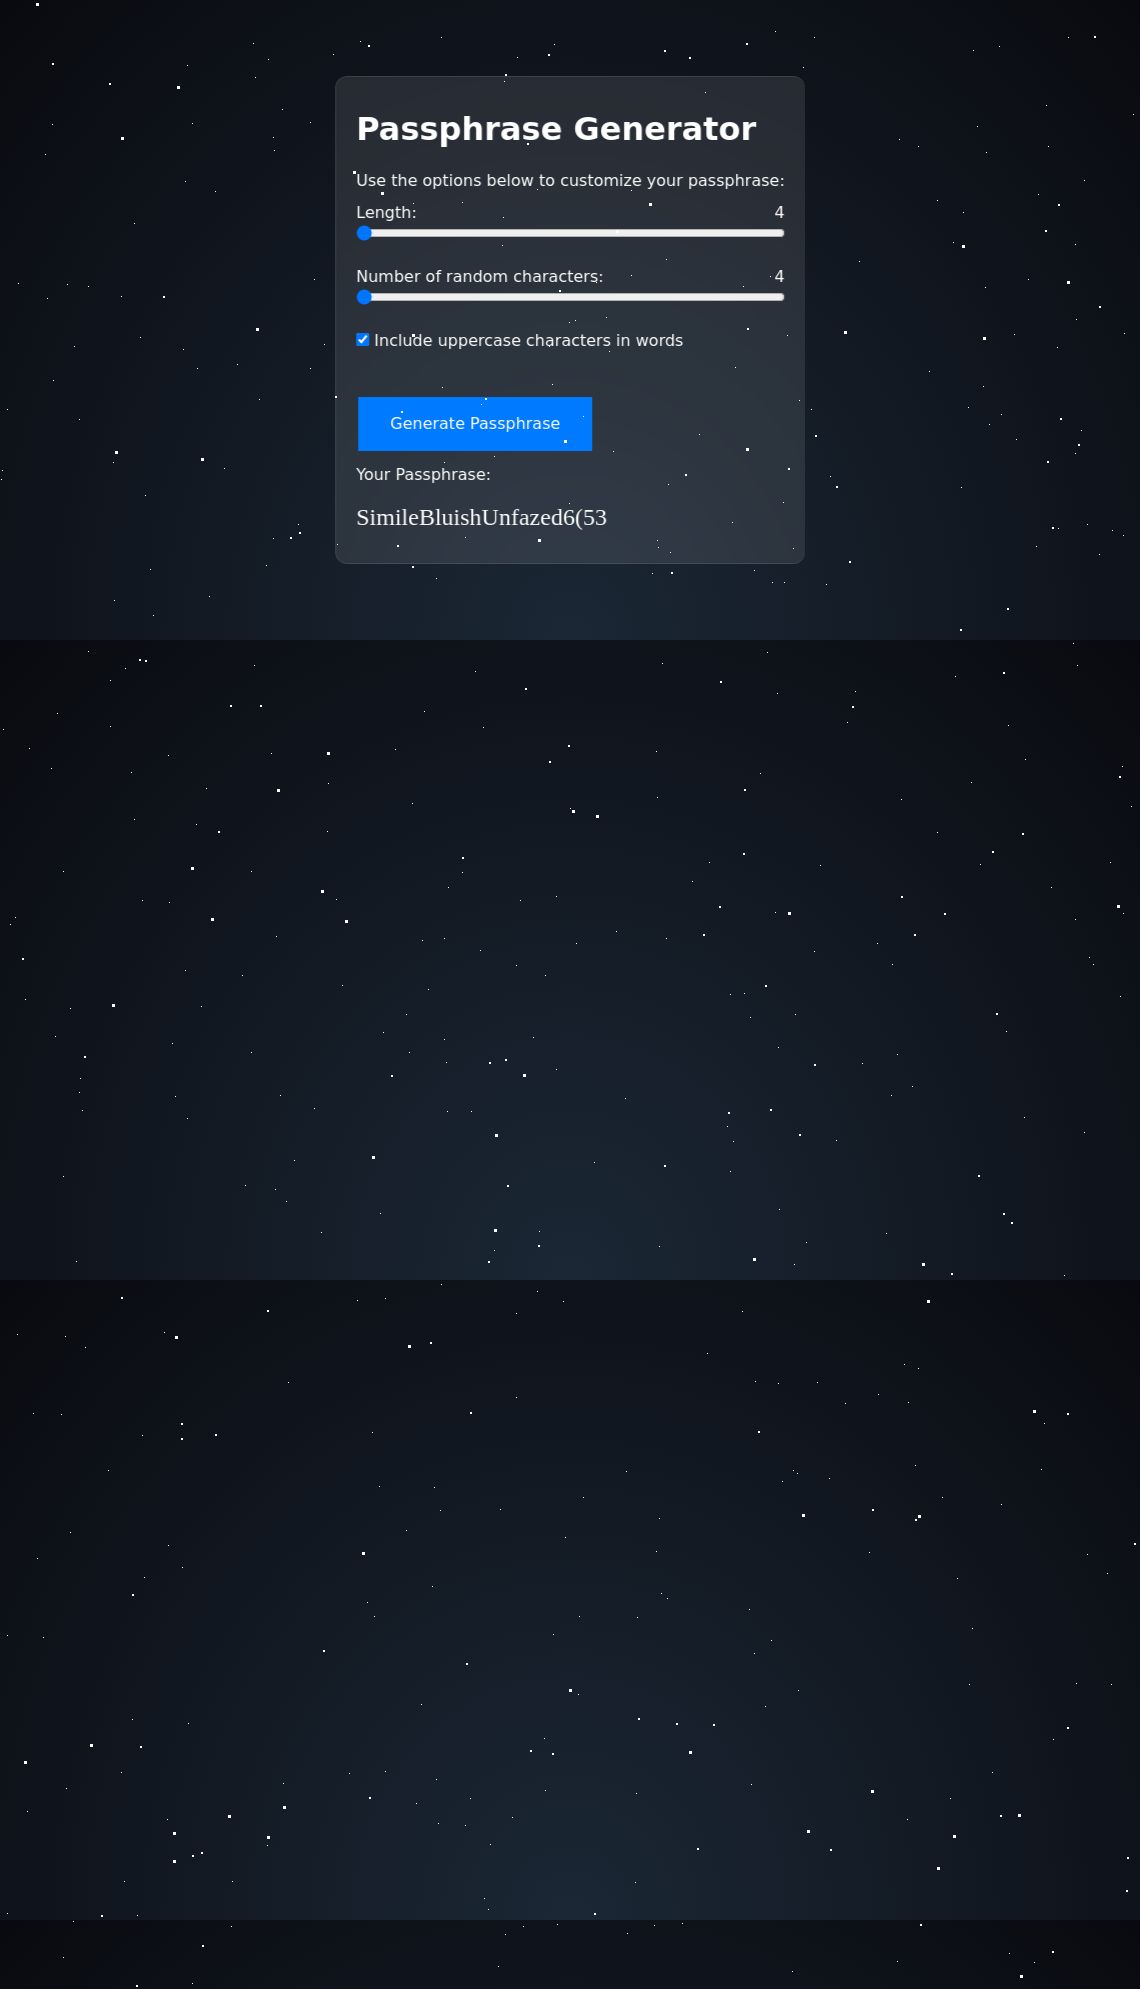 Passphrase Generator
Use the options below to customize your passphrase:
Length: 4
Number of random characters: 4
Include uppercase characters in words
Generate Passphrase
Your Passphrase:
SimileBluishUnfazed6(53